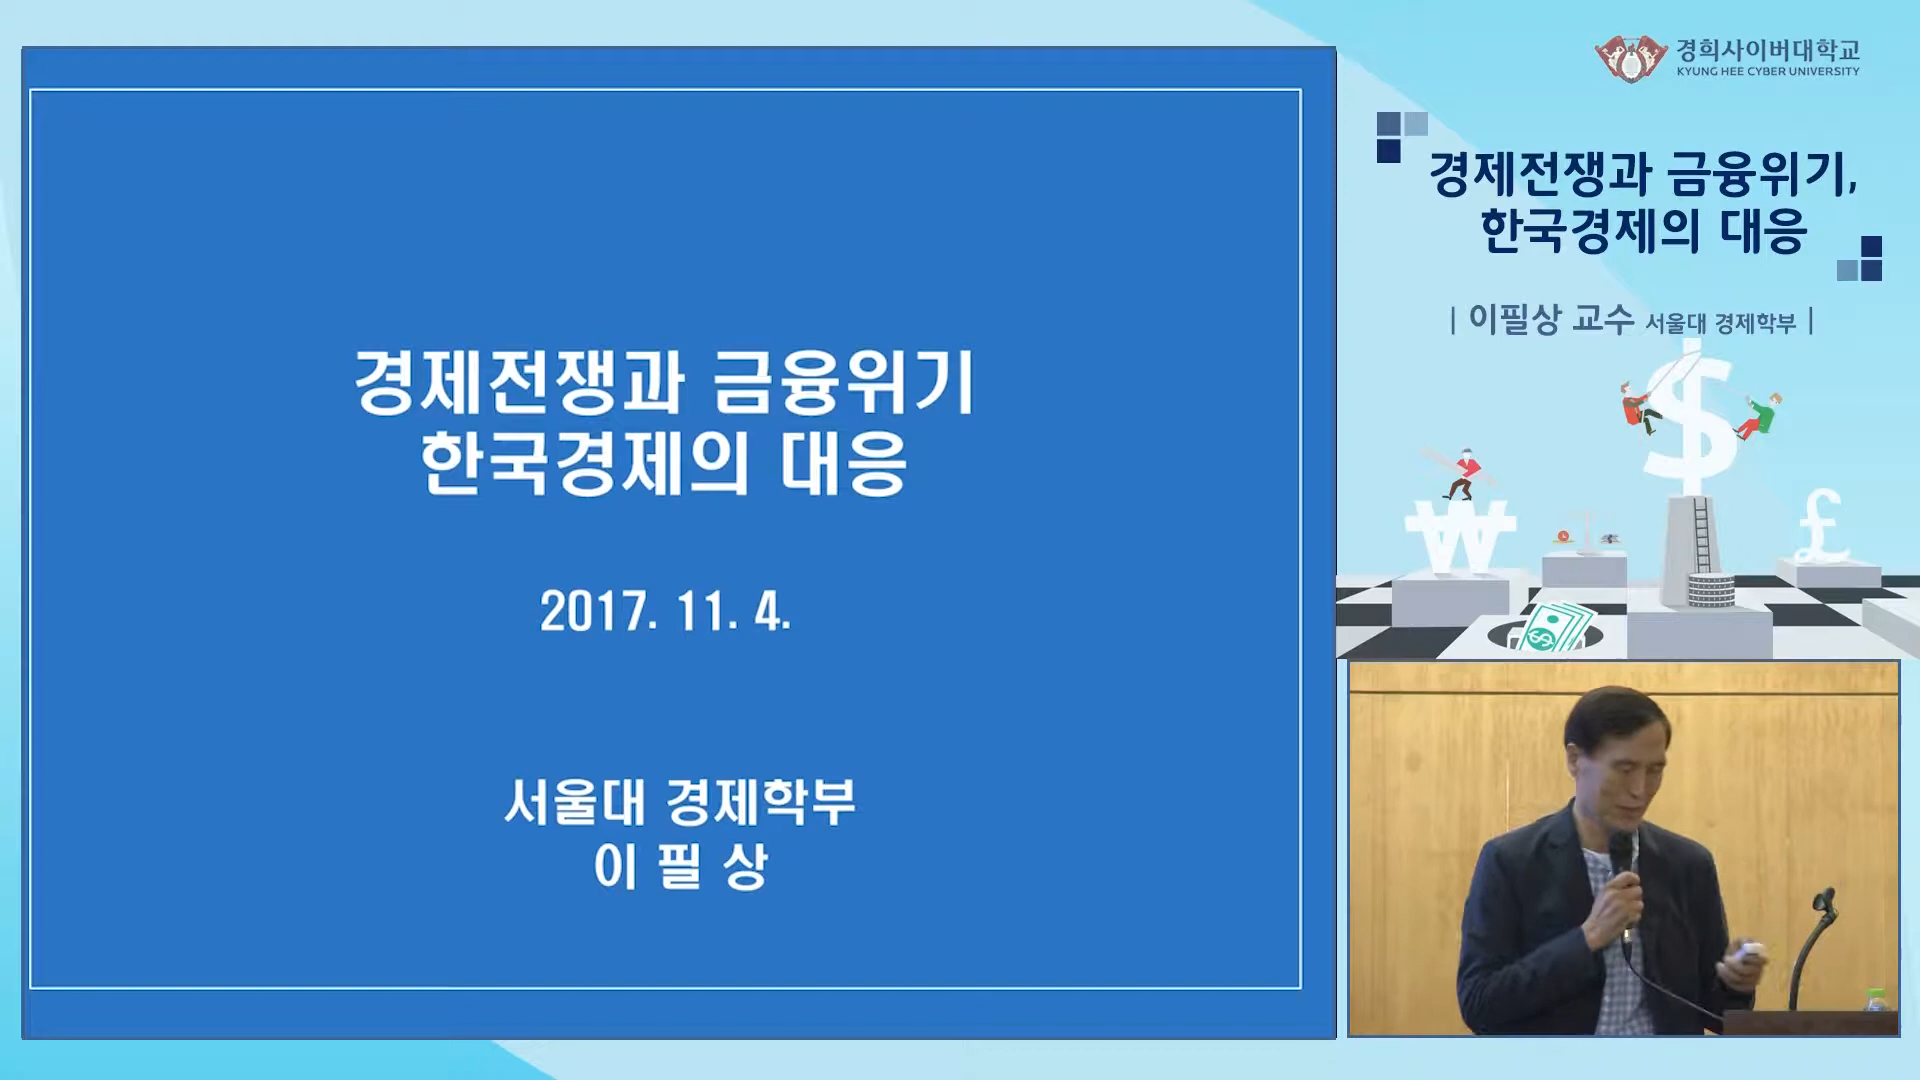 경제전쟁과 금융위기
한국경제의 대응
2017. 11. 4.
서울대 경제학부
이 필 상
경희사이버대학교
KYUNG HEE CYBER UNIVERSITY
경제전쟁과 금융위기,
한국경제의 대응
| 이필상 교수 서울대 경제학부 |
$
₩
£
$